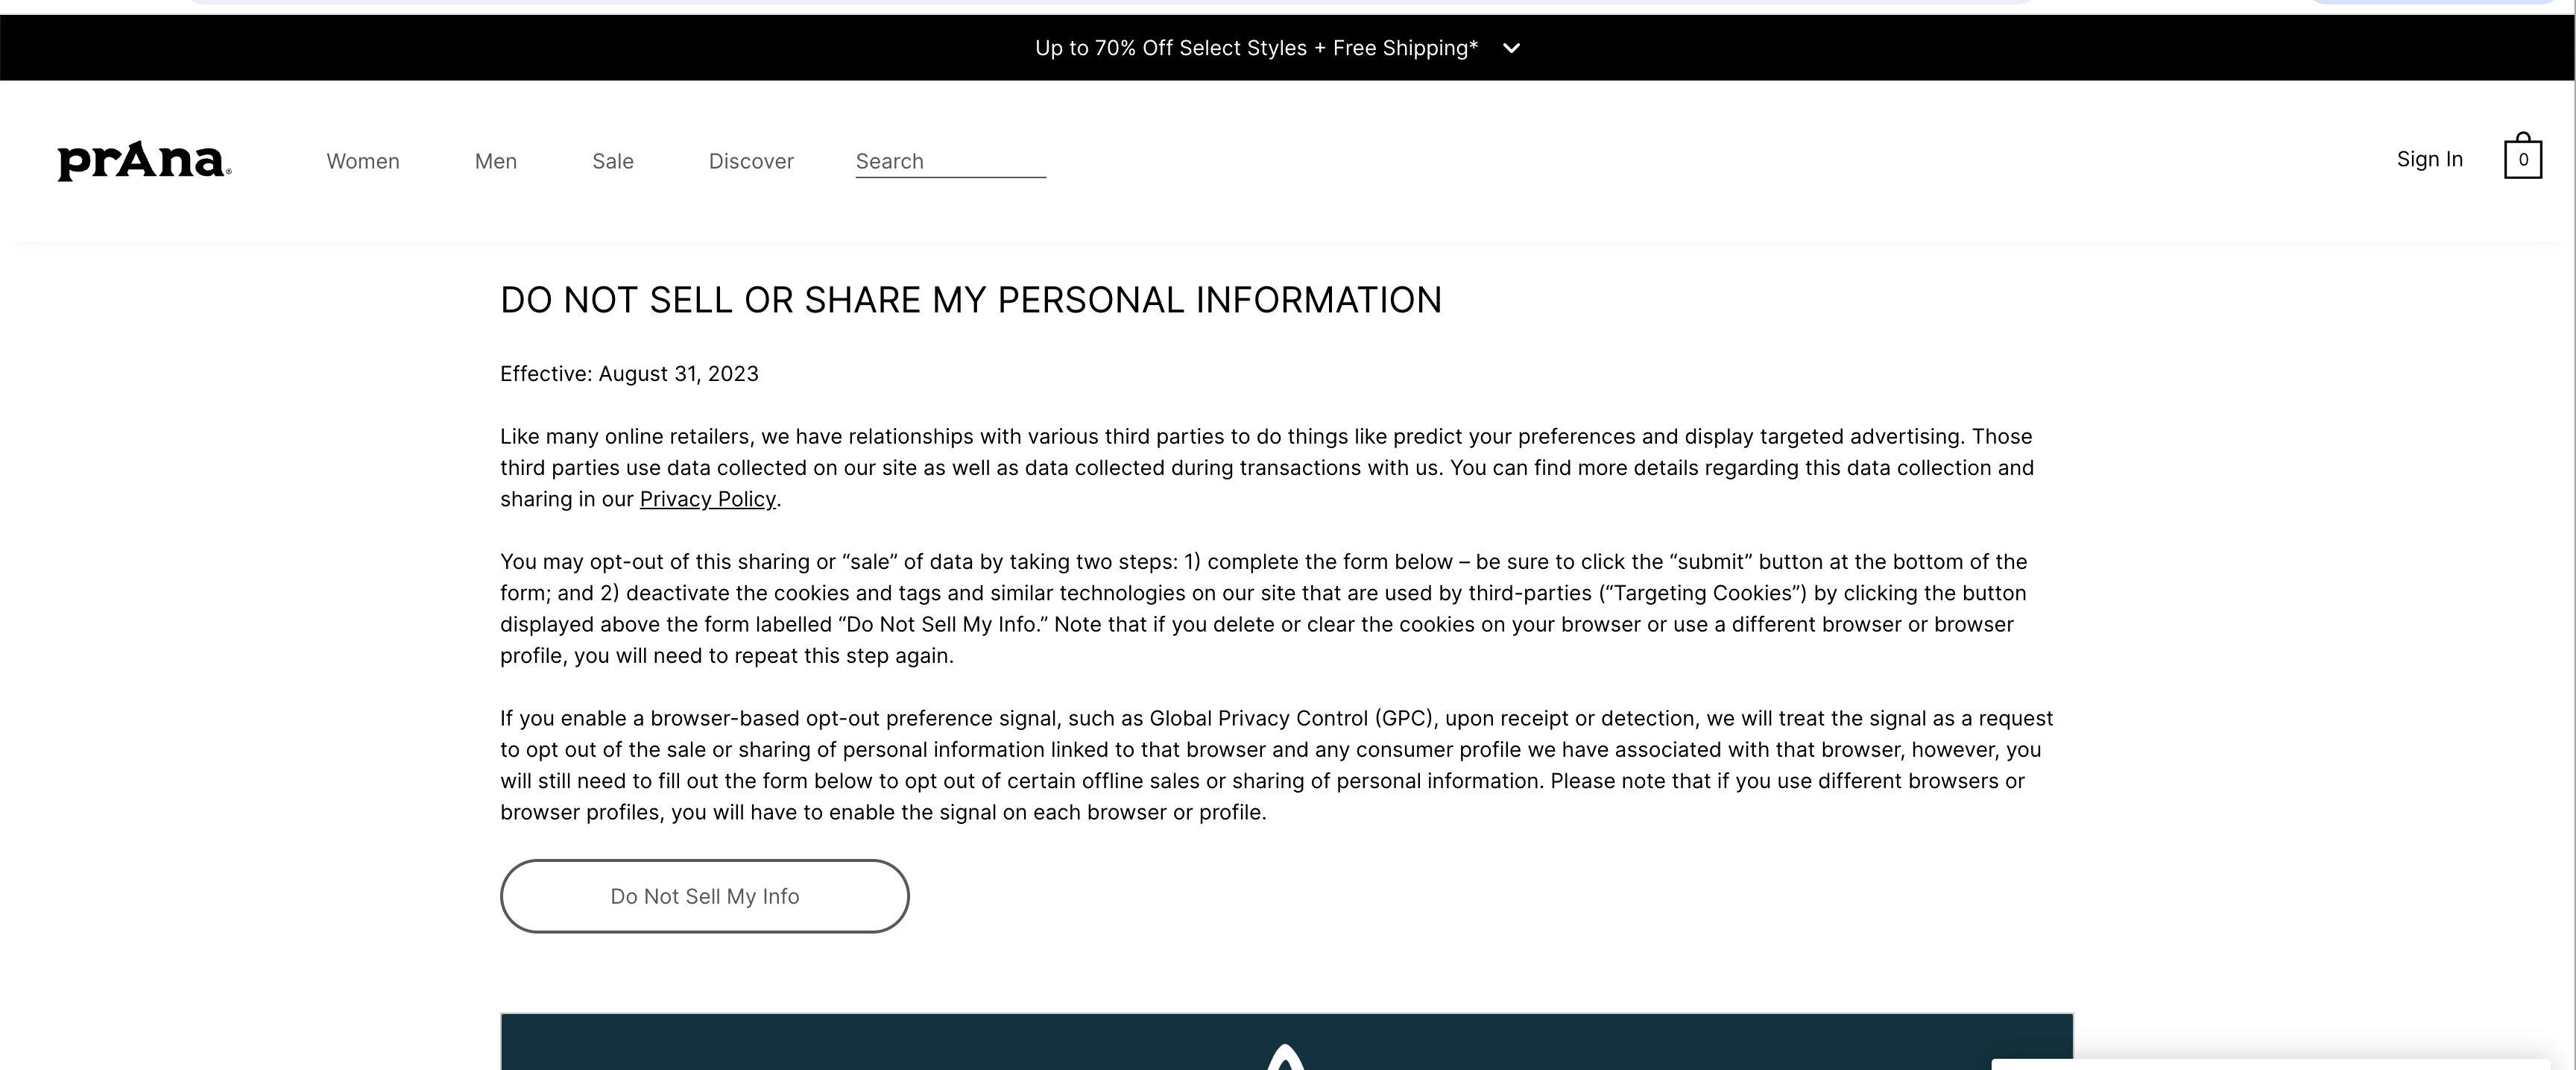 Up to 70% Off Select Styles + Free Shipping*
prAna®
Women
Men
Sale
Discover
Search
Sign In
0
DO NOT SELL OR SHARE MY PERSONAL INFORMATION
Effective: August 31, 2023
Like many online retailers, we have relationships with various third parties to do things like predict your preferences and display targeted advertising. Those
third parties use data collected on our site as well as data collected during transactions with us. You can find more details regarding this data collection and
sharing in our Privacy Policy.
You may opt-out of this sharing or “sale” of data by taking two steps: 1) complete the form below – be sure to click the “submit” button at the bottom of the
form; and 2) deactivate the cookies and tags and similar technologies on our site that are used by third-parties (“Targeting Cookies”) by clicking the button
displayed above the form labelled “Do Not Sell My Info.” Note that if you delete or clear the cookies on your browser or use a different browser or browser
profile, you will need to repeat this step again.
If you enable a browser-based opt-out preference signal, such as Global Privacy Control (GPC), upon receipt or detection, we will treat the signal as a request
to opt out of the sale or sharing of personal information linked to that browser and any consumer profile we have associated with that browser, however, you
will still need to fill out the form below to opt out of certain offline sales or sharing of personal information. Please note that if you use different browsers or
browser profiles, you will have to enable the signal on each browser or profile.
Do Not Sell My Info